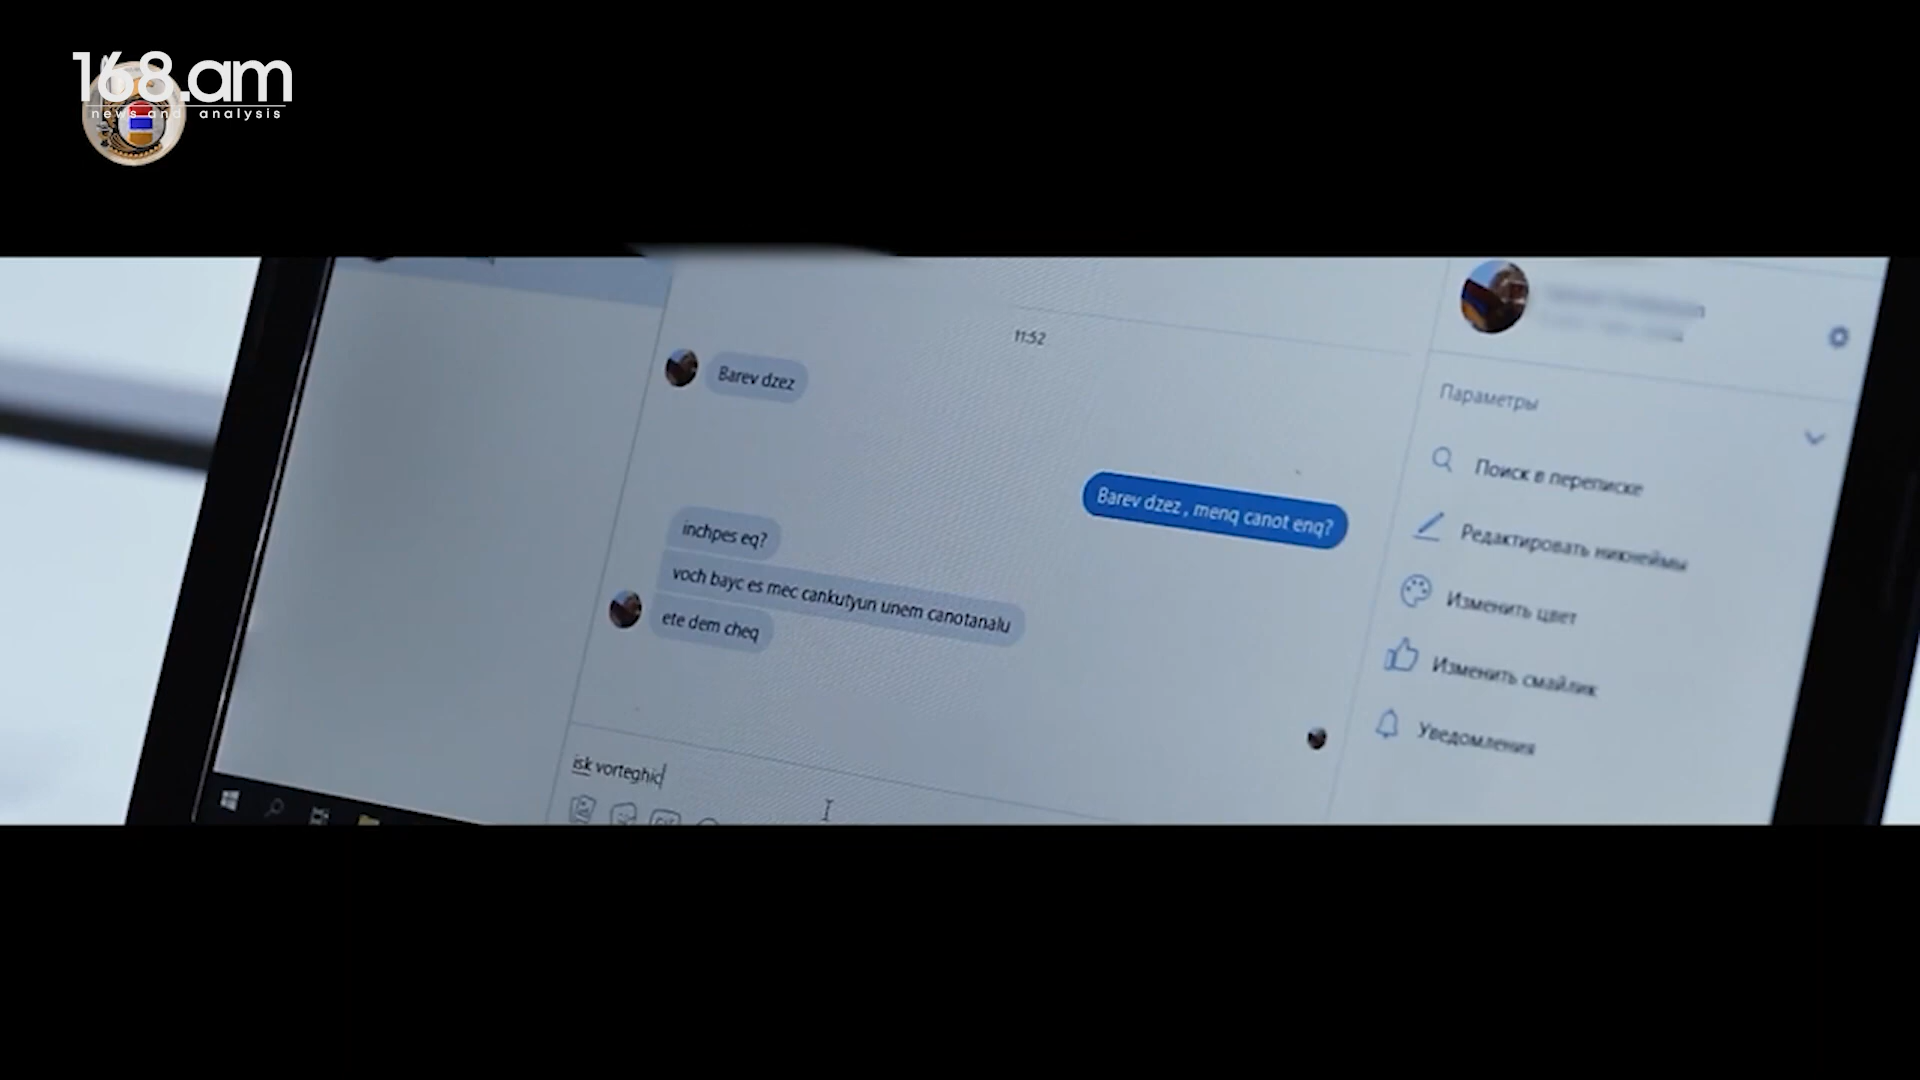 168.am
news and analysis
11:52
Barev dzez
Barev dzez , menq canot enq?
inchpes eq?
voch bayc es mec cankutyun unem canotanalu
ete dem cheq
isk vorteghic
Параметры
Поиск в переписке
Редактировать никнеймы
Изменить цвет
Изменить смайлик
Уведомления